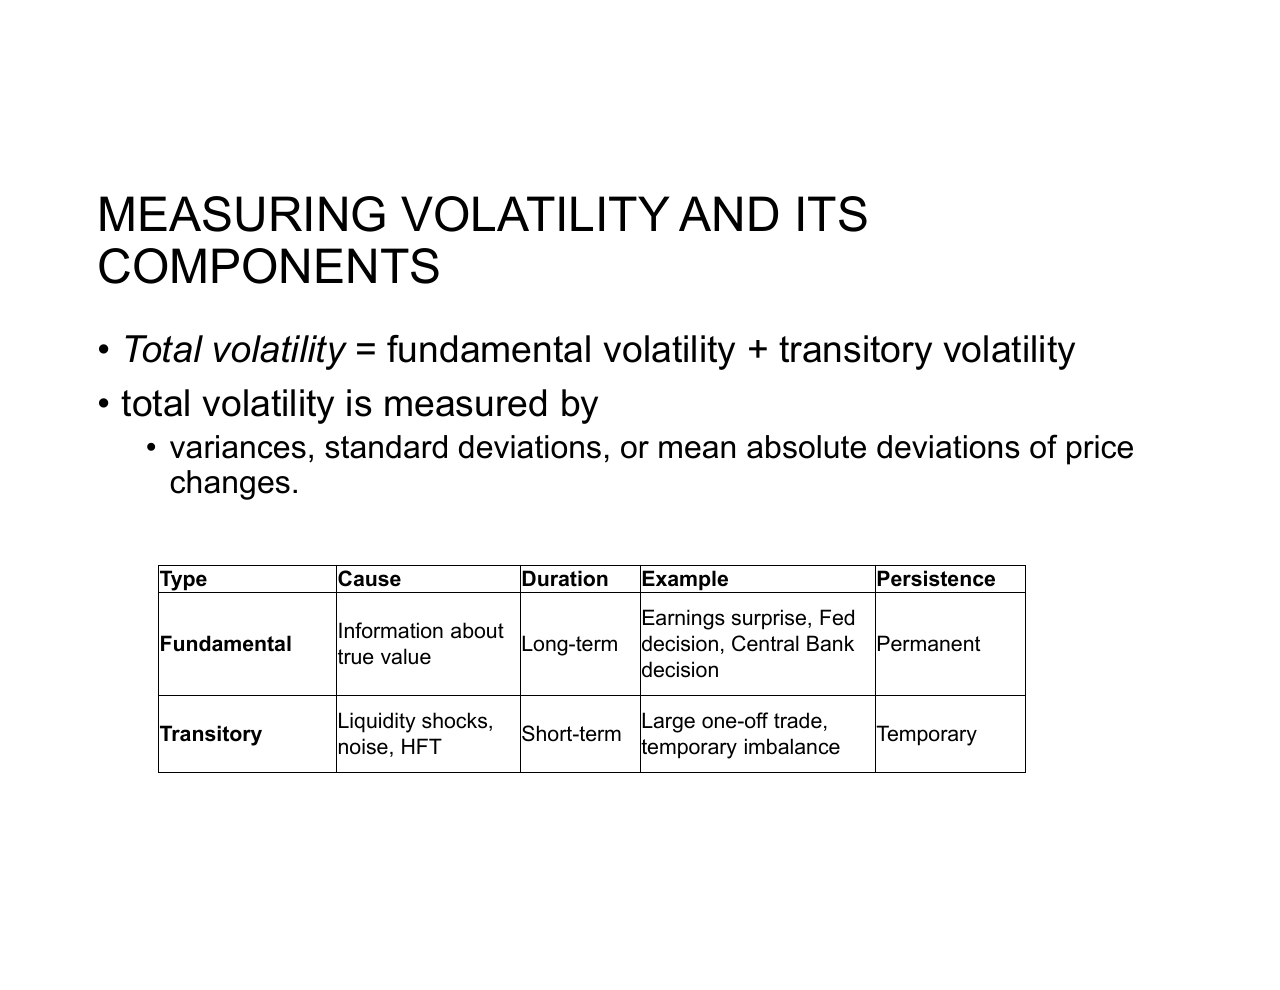 MEASURING VOLATILITY AND ITS
COMPONENTS
• Total volatility = fundamental volatility + transitory volatility
• total volatility is measured by
• variances, standard deviations, or mean absolute deviations of price
changes.
Type Cause Duration Example Persistence
Fundamental
Information about
true value
Long-term
Earnings surprise, Fed
decision, Central Bank
decision
Permanent
Transitory
Liquidity shocks,
noise, HFT
Short-term
Large one-off trade,
temporary imbalance
Temporary